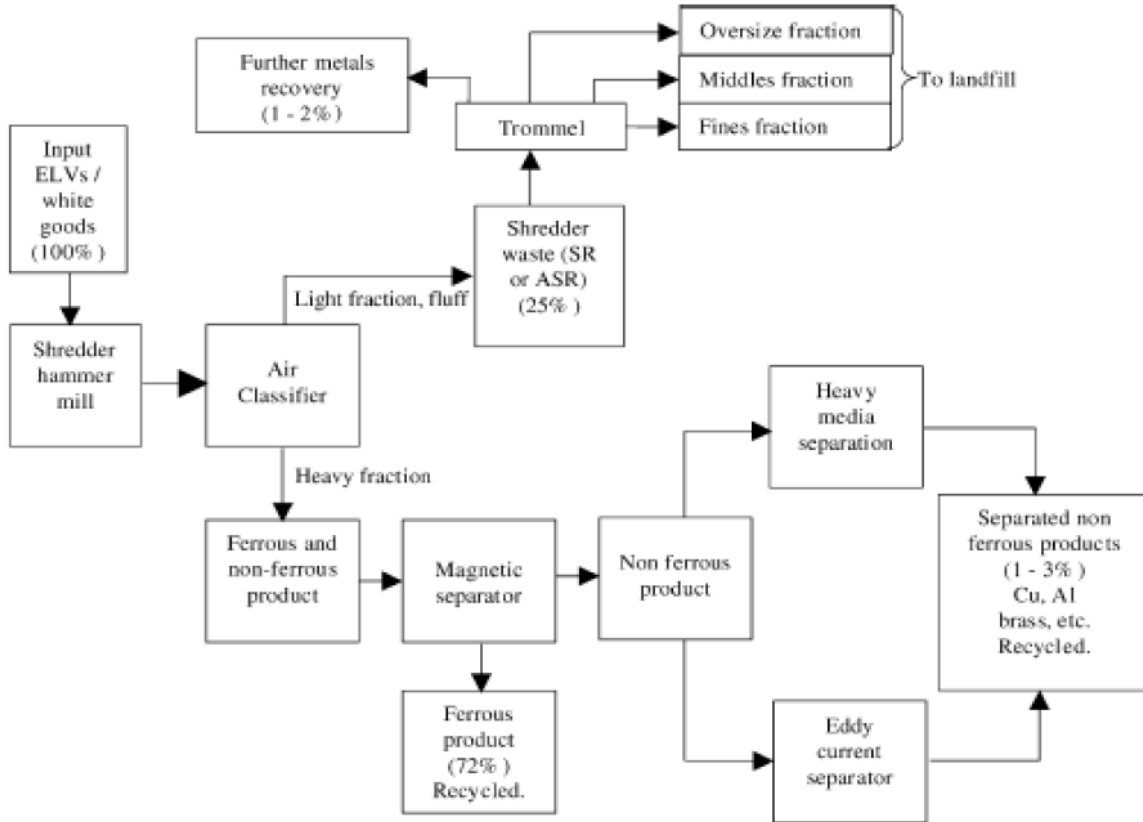 Oversize fraction
Middles fraction
Fines fraction
To landfill
Further metals
recovery
(1 - 2%)
Trommel
Input
ELVs /
white
goods
(100%)
Shredder
waste (SR
or ASR)
(25%)
Light fraction, fluff
Shredder
hammer
mill
Air
Classifier
Heavy
media
separation
Heavy fraction
Ferrous and
non-ferrous
product
Magnetic
separator
Non ferrous
product
Separated non
ferrous products
(1 - 3%)
Cu, Al
brass, etc.
Recycled.
Ferrous
product
(72%)
Recycled.
Eddy
current
separator